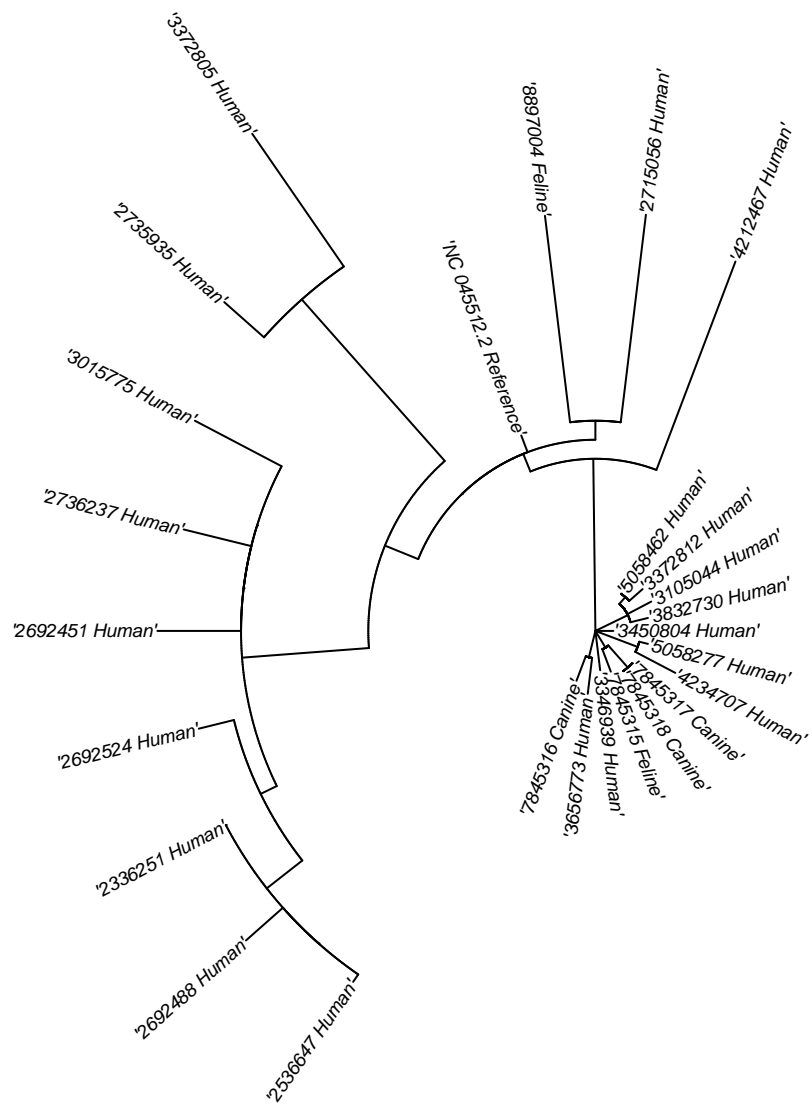 '3372805 Human'
'2735935 Human'
'3015775 Human'
'2736237 Human'
'2692451 Human'
'2692524 Human'
'2336251 Human'
'2692488 Human'
'2536647 Human'
'NC 045512.2 Reference'
'8897004 Feline'
'2715056 Human'
'4212467 Human'
'5058462 Human'
'3372812 Human'
'3105044 Human'
'3832730 Human'
'3450804 Human'
'5058277 Human'
'4234707 Human'
'7845317 Canine'
'7845318 Canine'
'7845315 Feline'
'3346939 Human'
'3656773 Human'
'7845316 Canine'